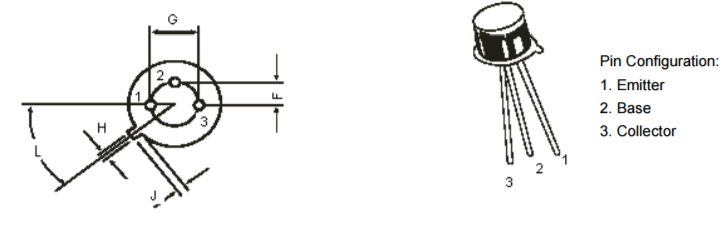 G
2
1
3
F
H
L
J
3
2
1
Pin Configuration:
1. Emitter
2. Base
3. Collector